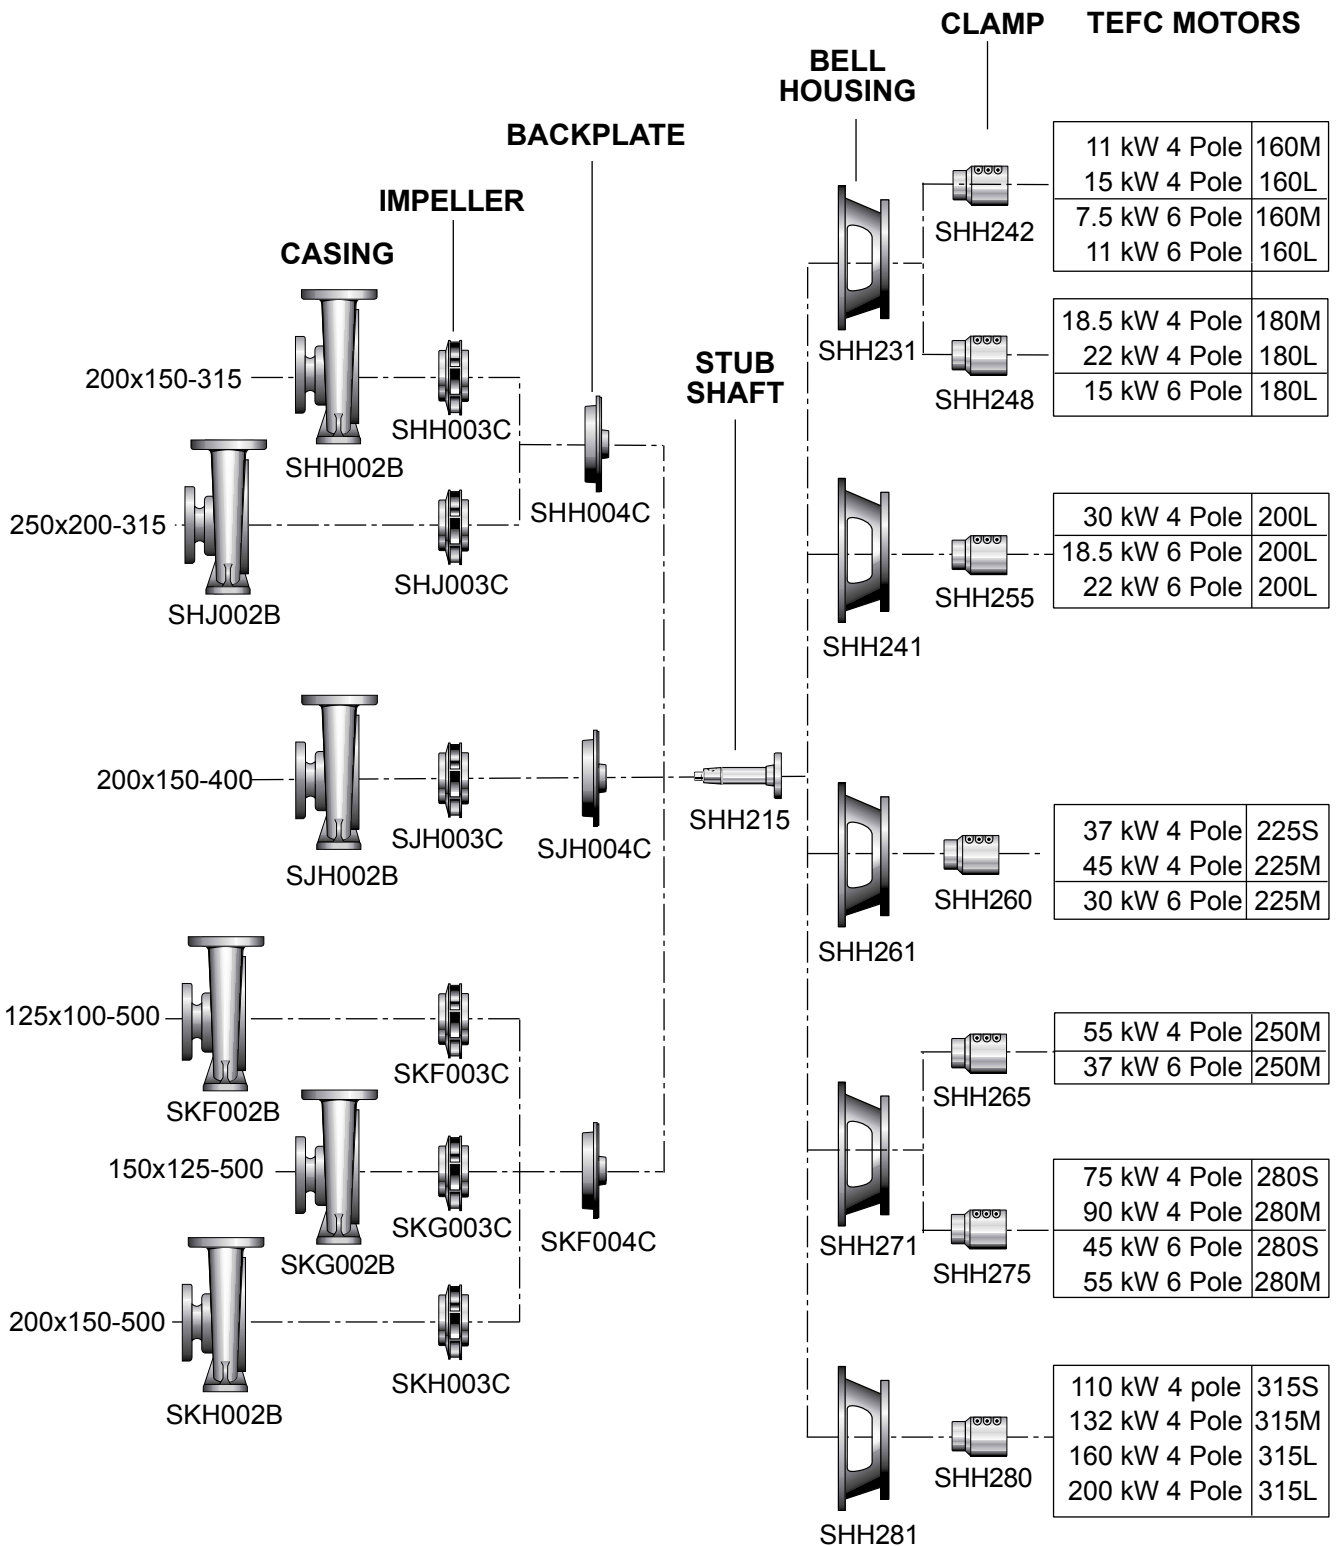 CLAMP
TEFC MOTORS
BELL
HOUSING
BACKPLATE
IMPELLER
CASING
STUB
SHAFT
200x150-315
SHH002B
SHH003C
250x200-315
SHJ002B
SHJ003C
SHH004C
200x150-400
SJH002B
SJH003C
SJH004C
125x100-500
SKF002B
SKF003C
150x125-500
SKG002B
SKG003C
SKF004C
200x150-500
SKH002B
SKH003C
SHH215
SHH231
SHH242
11 kW 4 Pole 160M
15 kW 4 Pole 160L
7.5 kW 6 Pole 160M
11 kW 6 Pole 160L
SHH248
18.5 kW 4 Pole 180M
22 kW 4 Pole 180L
15 kW 6 Pole 180L
SHH241
SHH255
30 kW 4 Pole 200L
18.5 kW 6 Pole 200L
22 kW 6 Pole 200L
SHH261
SHH260
37 kW 4 Pole 225S
45 kW 4 Pole 225M
30 kW 6 Pole 225M
SHH271
SHH265
55 kW 4 Pole 250M
37 kW 6 Pole 250M
SHH275
75 kW 4 Pole 280S
90 kW 4 Pole 280M
45 kW 6 Pole 280S
55 kW 6 Pole 280M
SHH281
SHH280
110 kW 4 pole 315S
132 kW 4 Pole 315M
160 kW 4 Pole 315L
200 kW 4 Pole 315L